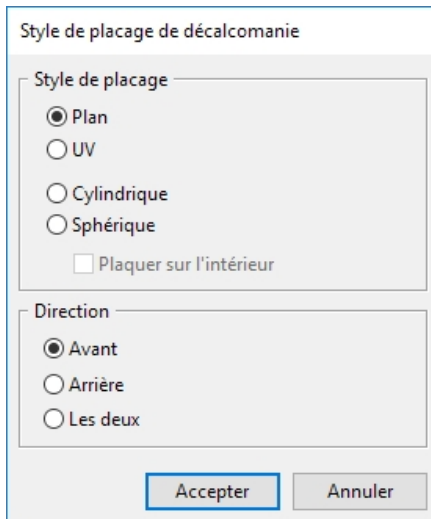 Style de placage de décalcomanie
Style de placage
Plan
UV
Cylindrique
Sphérique
Plaquer sur l'intérieur
Direction
Avant
Arrière
Les deux
Accepter Annuler